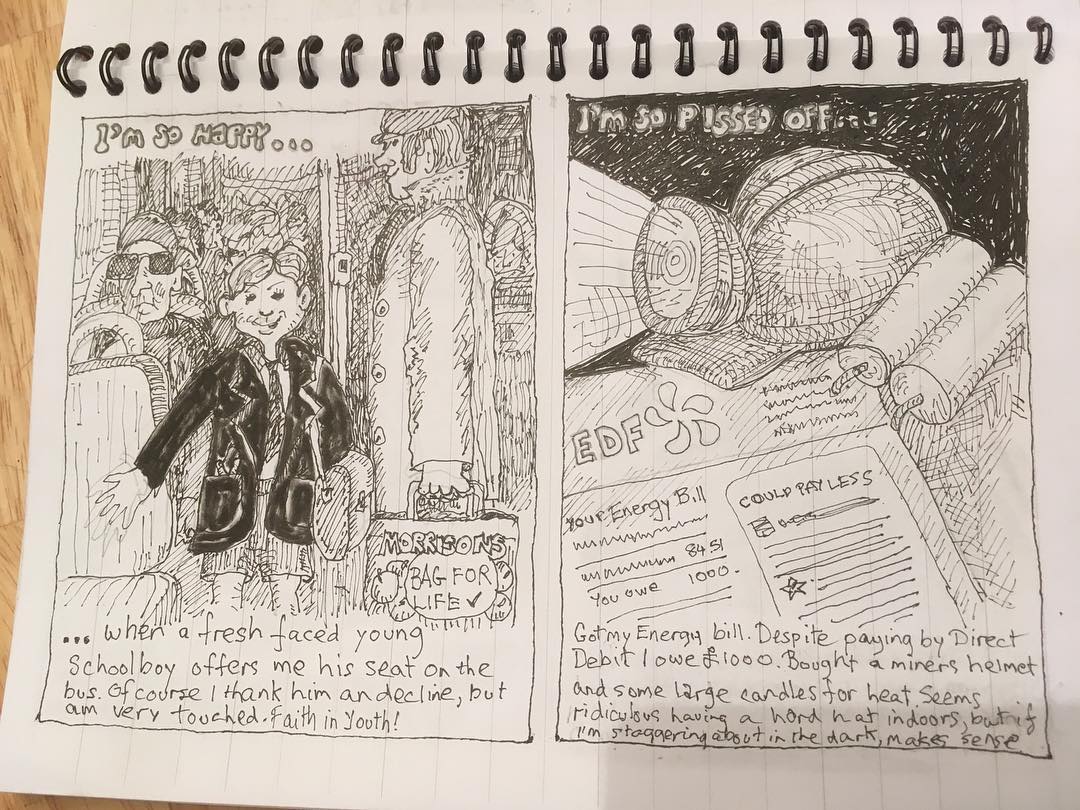 I'm so Happy...
MORRISONS
BAG FOR
LIFE ✓
... when a fresh faced young
Schoolboy offers me his seat on the
bus. Of course I thank him an decline, but
am very touched. Faith in Youth!
I'm so PISSED OFF...
EDF
Your Energy Bill
8451
You owe 1000.
COULD PAY LESS
Got my Energy bill. Despite paying by Direct
Debit I owe £1000. Bought a miners helmet
and some large candles for heat. Seems
ridiculous having a hard hat indoors, but if
I'm staggering about in the dark, makes sense